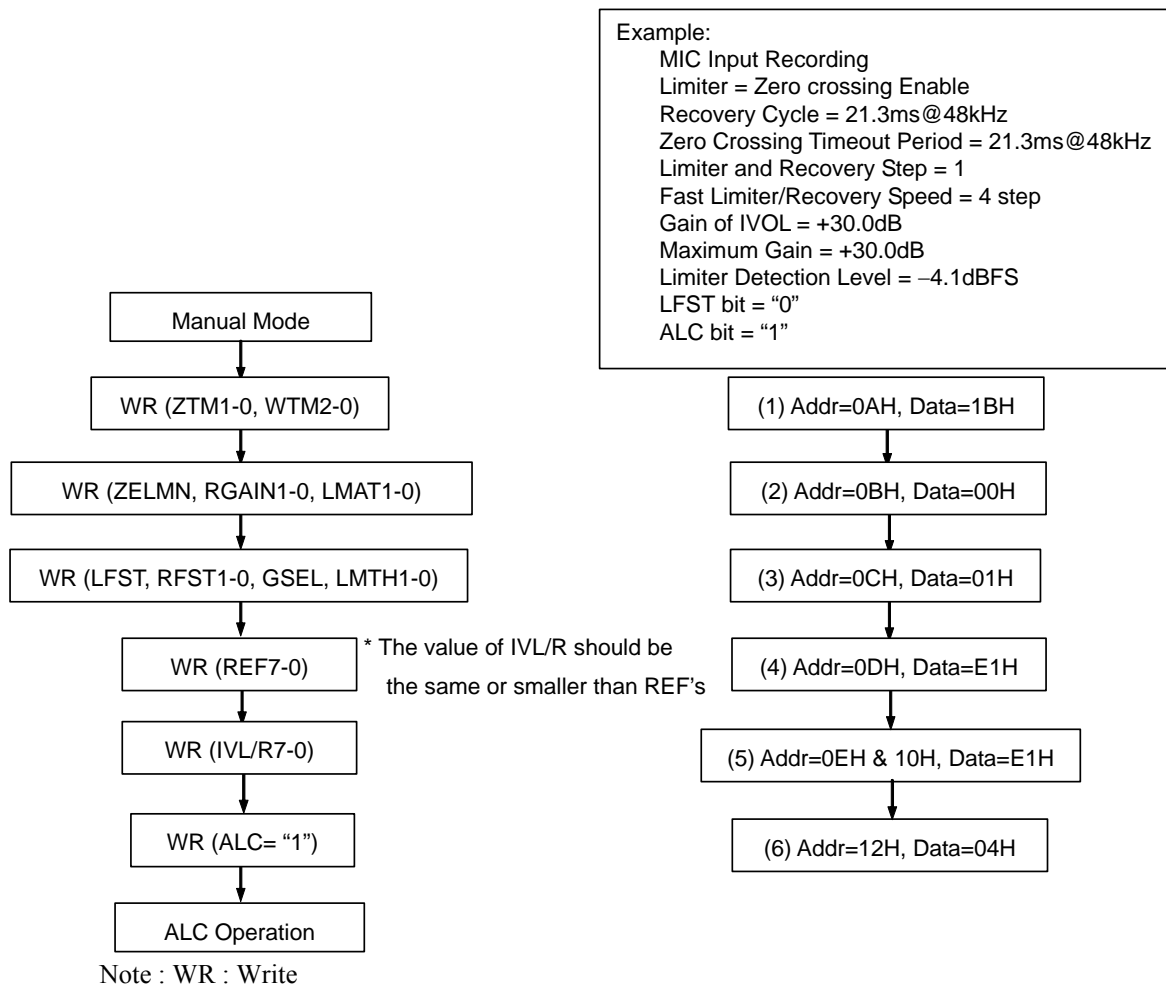 Example:
MIC Input Recording
Limiter = Zero crossing Enable
Recovery Cycle = 21.3ms@48kHz
Zero Crossing Timeout Period = 21.3ms@48kHz
Limiter and Recovery Step = 1
Fast Limiter/Recovery Speed = 4 step
Gain of IVOL = +30.0dB
Maximum Gain = +30.0dB
Limiter Detection Level = −4.1dBFS
LFST bit = “0”
ALC bit = “1”
Manual Mode
WR (ZTM1-0, WTM2-0)
WR (ZELMN, RGAIN1-0, LMAT1-0)
WR (LFST, RFST1-0, GSEL, LMTH1-0)
WR (REF7-0)
* The value of IVL/R should be
the same or smaller than REF’s
WR (IVL/R7-0)
WR (ALC= “1”)
ALC Operation
Note : WR : Write
(1) Addr=0AH, Data=1BH
(2) Addr=0BH, Data=00H
(3) Addr=0CH, Data=01H
(4) Addr=0DH, Data=E1H
(5) Addr=0EH & 10H, Data=E1H
(6) Addr=12H, Data=04H